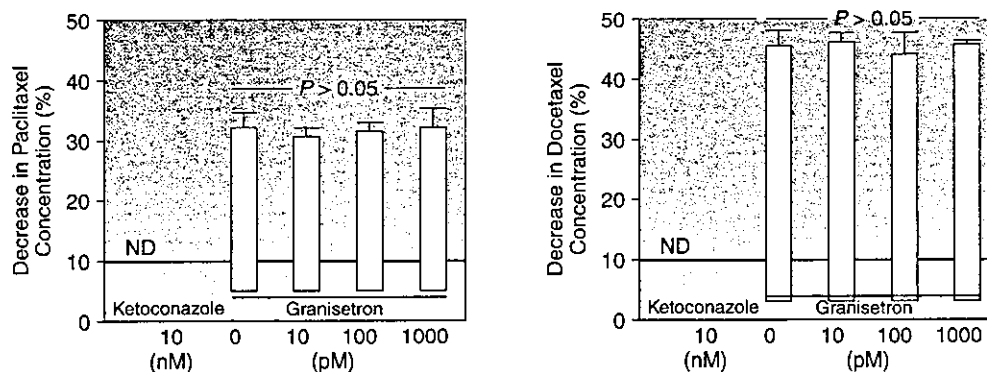 Decrease in Paclitaxel
Concentration (%)
50
40
30
20
10
0
P > 0.05
ND
Ketoconazole
Granisetron
10
0
10
100
1000
(nM)
(pM)
Decrease in Docetaxel
Concentration (%)
50
40
30
20
10
0
P > 0.05
ND
Ketoconazole
Granisetron
10
0
10
100
1000
(nM)
(pM)